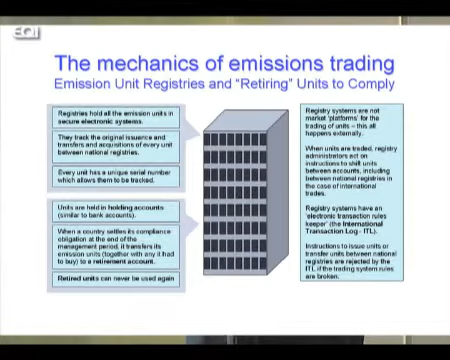 EQI
The mechanics of emissions trading
Emission Unit Registries and "Retiring" Units to Comply
Registries hold all the emission units in
secure electronic systems.
They track the original issuance and
transfers and acquisitions of every unit
between national registries.
Every unit has a unique serial number
which allows them to be tracked.
Units are held in holding accounts
(similar to bank accounts).
When a country settles its compliance
obligation at the end of the
management period, it transfers its
emission units (together with any it had
to buy) to a retirement account.
Retired units can never be used again
Registry systems are not
market 'platforms' for the
trading of units – this all
happens externally.
When units are traded, registry
administrators act on
instructions to shift units
between accounts, including
between national registries in
the case of international
trades.
Registry systems have an
'electronic transaction rules
keeper' (the International
Transaction Log - ITL).
Instructions to issue units or
transfer units between national
registries are rejected by the
ITL if the trading system rules
are broken.